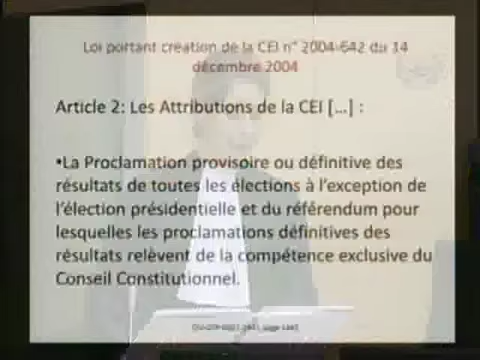 Loi portant création de la CEI n° 2004-642 du 14
décembre 2004
Article 2: Les Attributions de la CEI [...] :
•La Proclamation provisoire ou définitive des
résultats de toutes les élections à l'exception de
l'élection présidentielle et du référendum pour
lesquelles les proclamations définitives des
résultats relèvent de la compétence exclusive du
Conseil Constitutionnel.